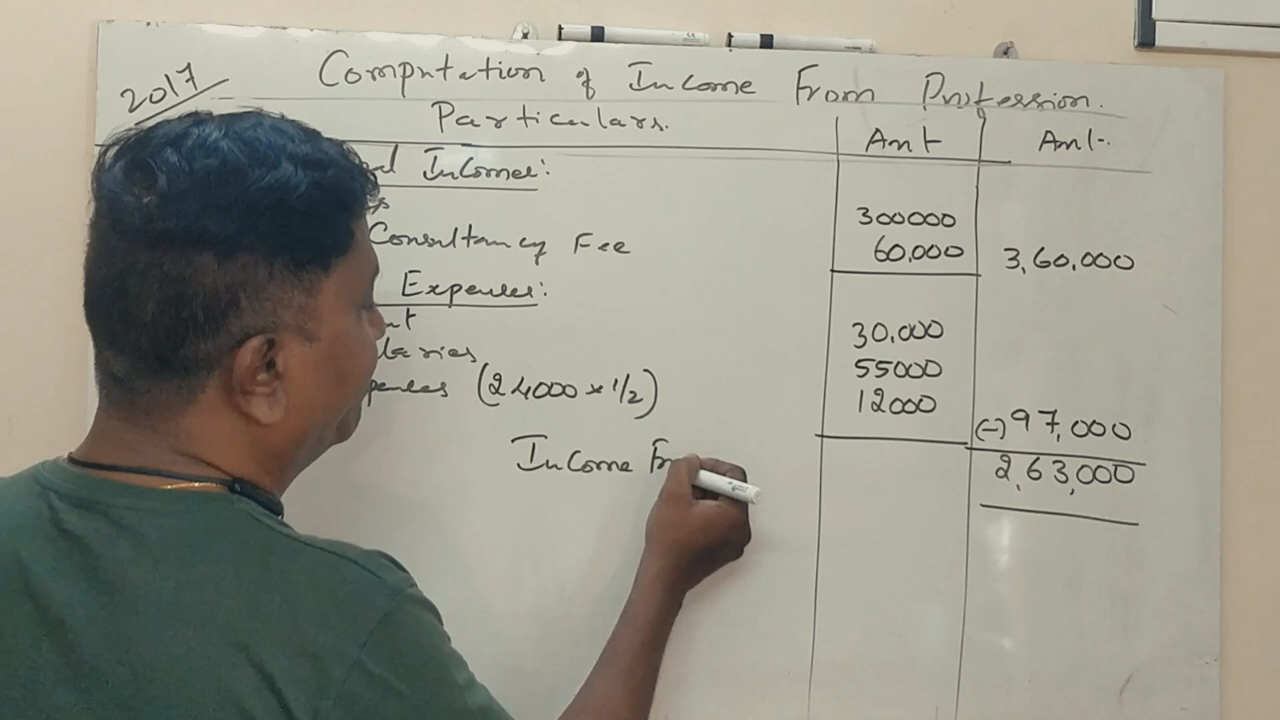 2017
Computation of Income From Profession.
Particulars. Amt Amt.
Income:
300000
Consultancy Fee 60,000 3,60,000
Expenses:
30,000
55000
(24000 × 1/2) 12000 (-) 97,000
Income 2,63,000